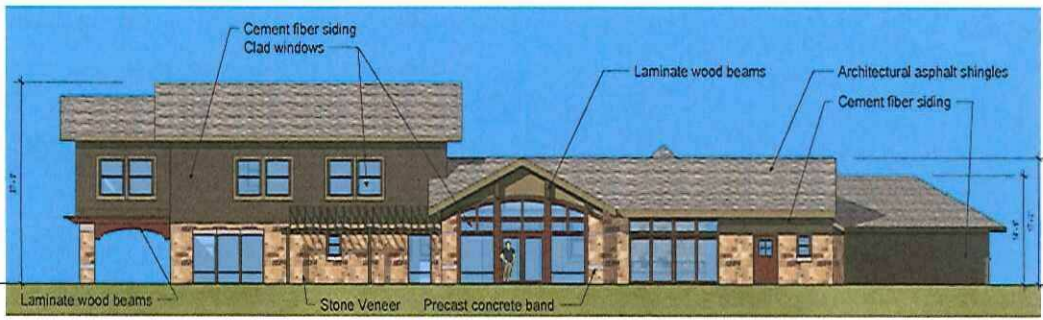 Cement fiber siding
Clad windows
Laminate wood beams
Architectural asphalt shingles
Cement fiber siding
Laminate wood beams
Stone Veneer
Precast concrete band